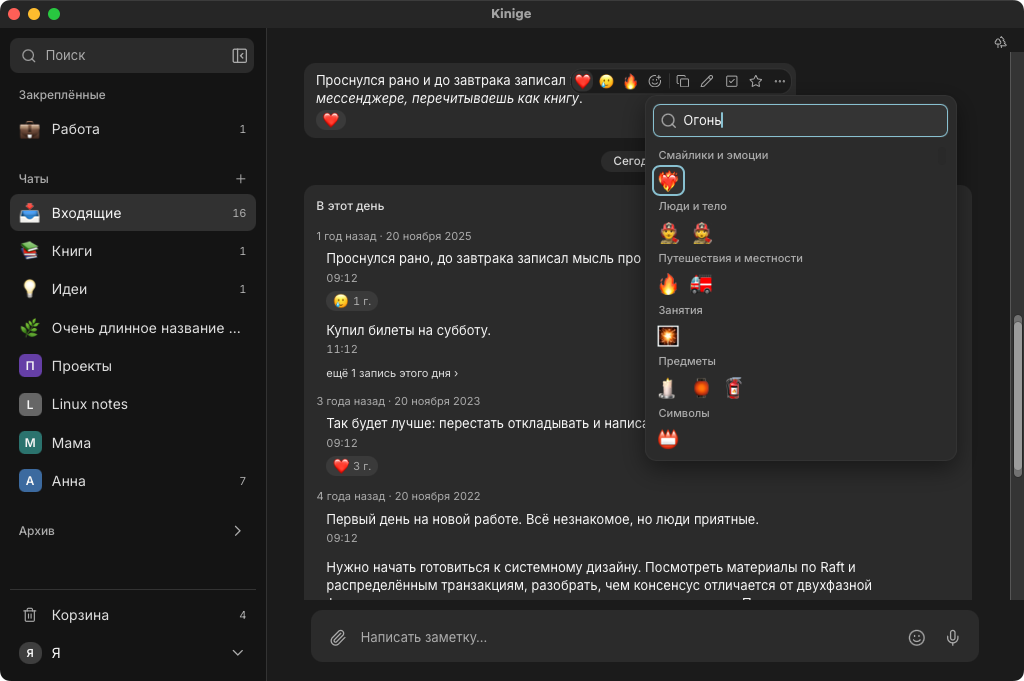 Kinige
Поиск
Закреплённые
Работа 1
Чаты
Входящие 16
Книги 1
Идеи 1
Очень длинное название ...
П Проекты
L Linux notes
М Мама
А Анна 7
Архив
Корзина 4
Я Я
Проснулся рано и до завтрака записал
мессенджере, перечитываешь как книгу.
Огонь
Смайлики и эмоции
Люди и тело
Путешествия и местности
Занятия
Предметы
Символы
В этот день
1 год назад · 20 ноября 2025
Проснулся рано, до завтрака записал мысль про
09:12
1 г.
Купил билеты на субботу.
11:12
ещё 1 запись этого дня ›
3 года назад · 20 ноября 2023
Так будет лучше: перестать откладывать и
09:12
3 г.
4 года назад · 20 ноября 2022
Первый день на новой работе. Всё незнакомое, но люди приятные.
09:12
Нужно начать готовиться к системному дизайну. Посмотреть материалы по Raft и
распределённым транзакциям, разобрать, чем консенсус отличается от двухфазной
Написать заметку...